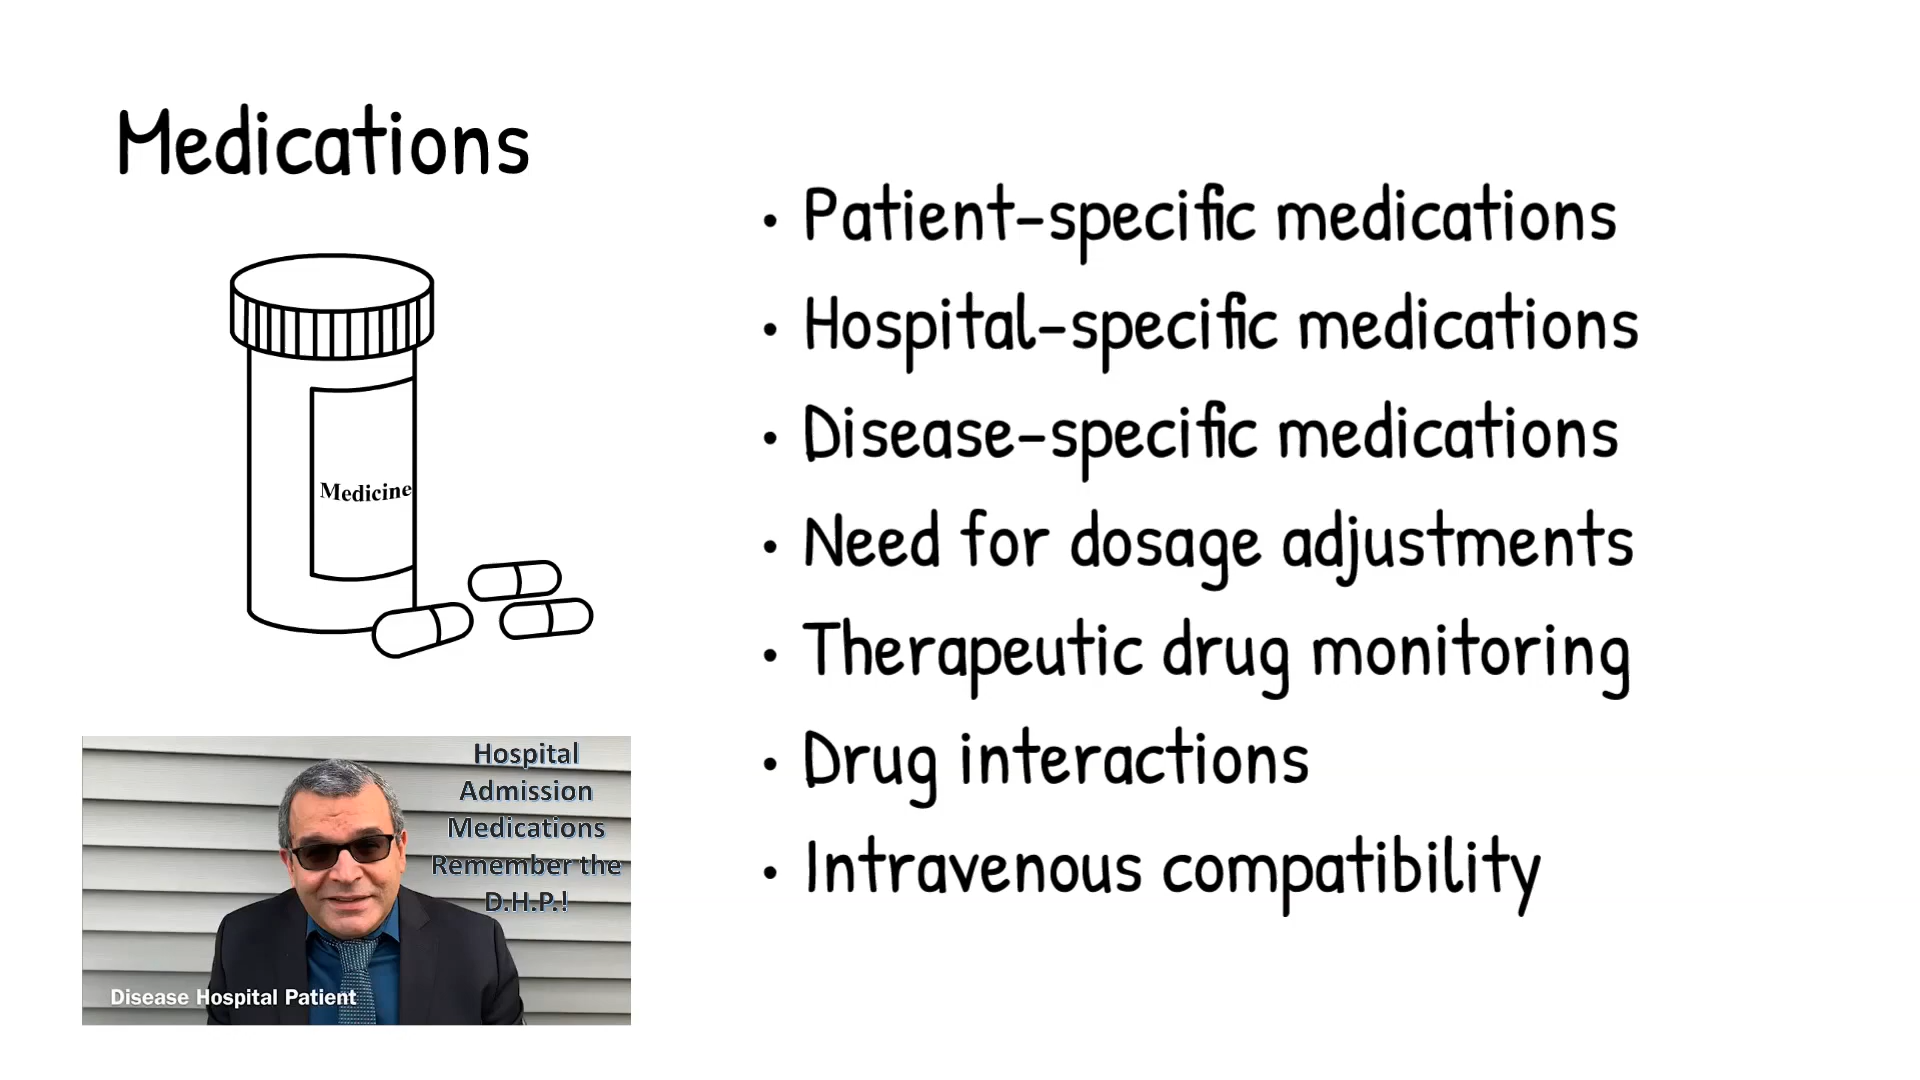 Medications
Medicine
• Patient-specific medications
• Hospital-specific medications
• Disease-specific medications
• Need for dosage adjustments
• Therapeutic drug monitoring
• Drug interactions
• Intravenous compatibility
Hospital
Admission
Medications
Remember the
D.H.P.!
Disease Hospital Patient